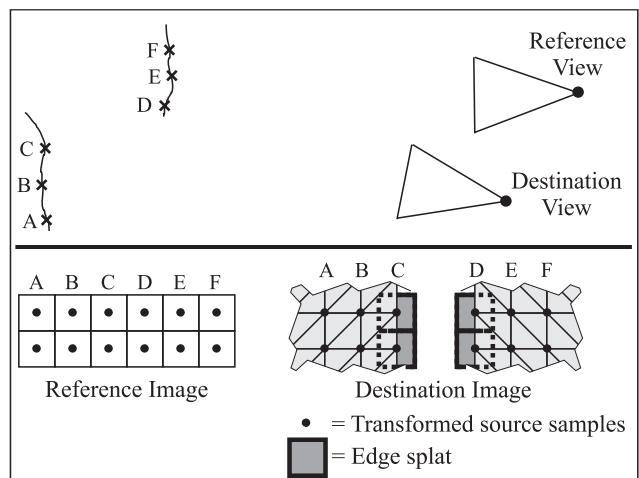 F
E
D
C
B
A
Reference
View
Destination
View
A B C D E F
Reference Image
A B C D E F
Destination Image
= Transformed source samples
= Edge splat